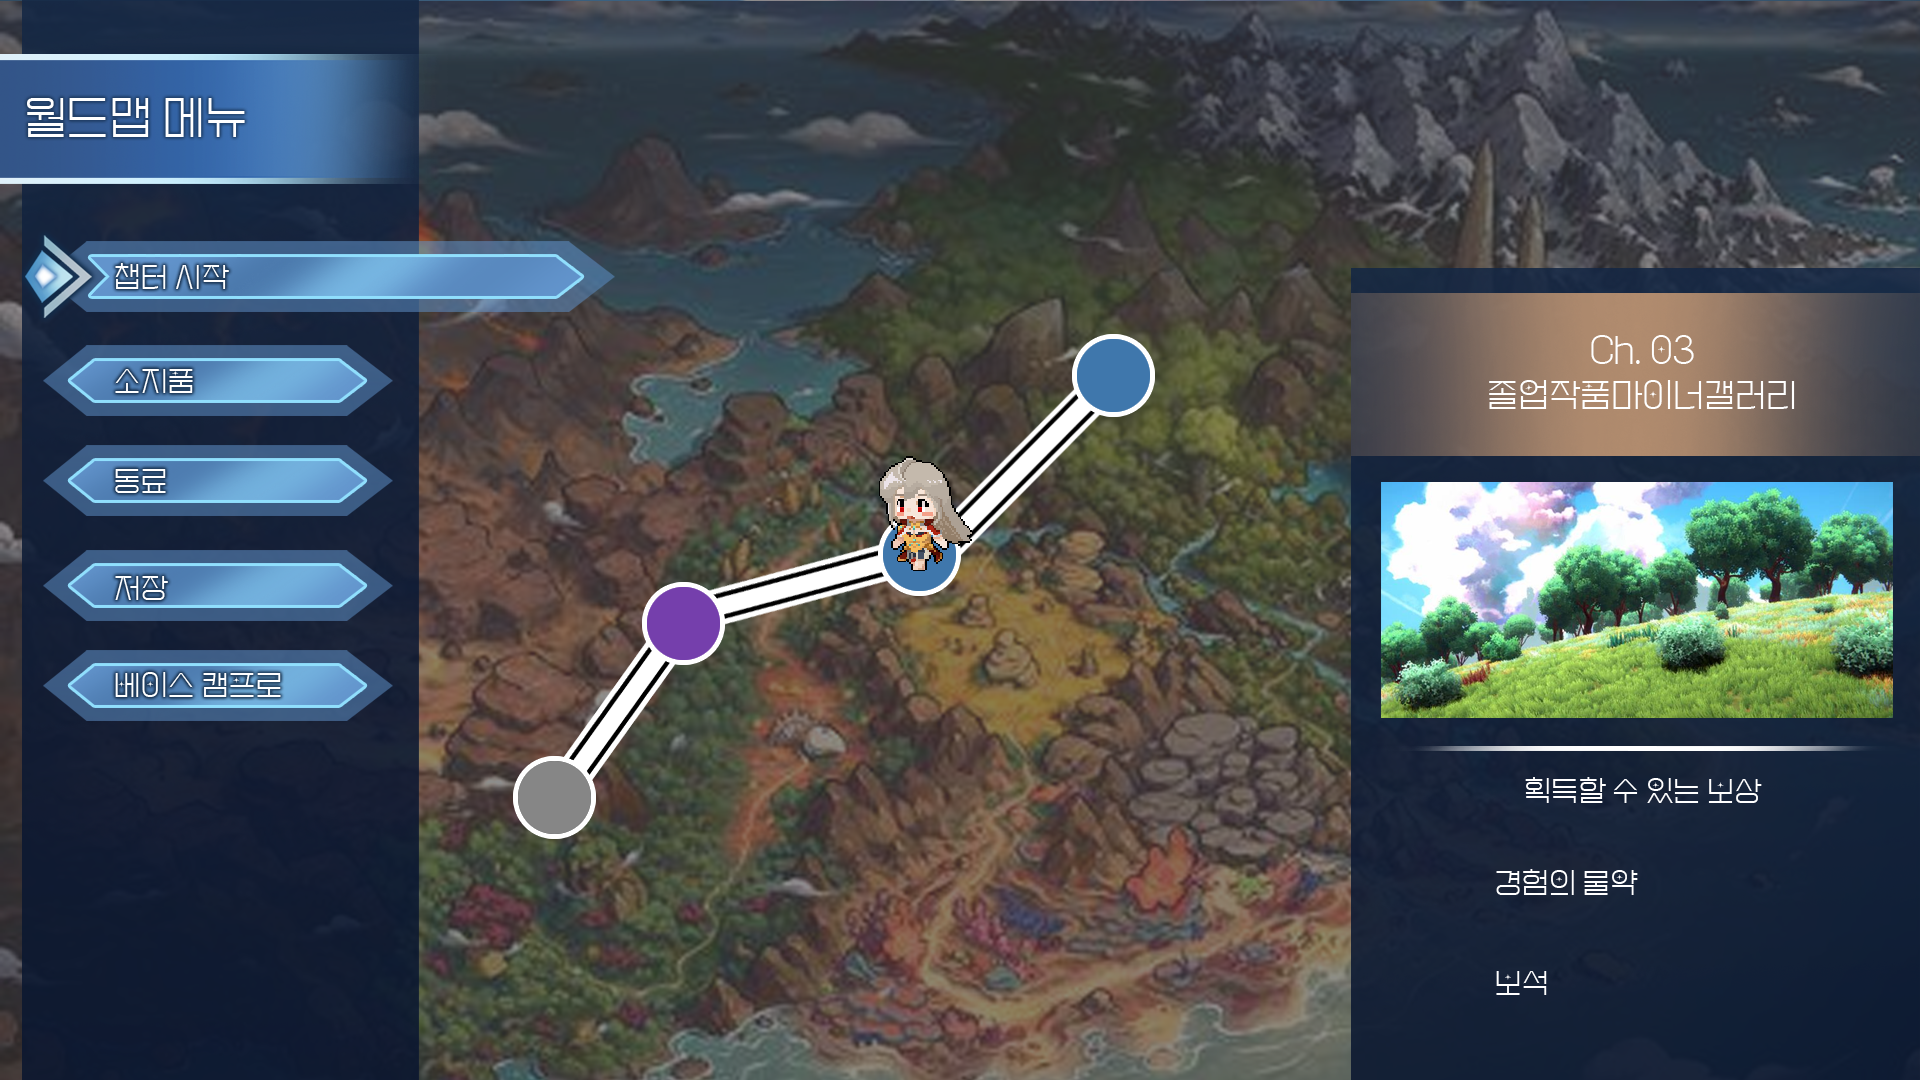 월드맵 메뉴
챕터 시작
소지품
동료
저장
베이스 캠프로
Ch. 03
졸업작품마이너갤러리
획득할 수 있는 보상
경험의 물약
보석